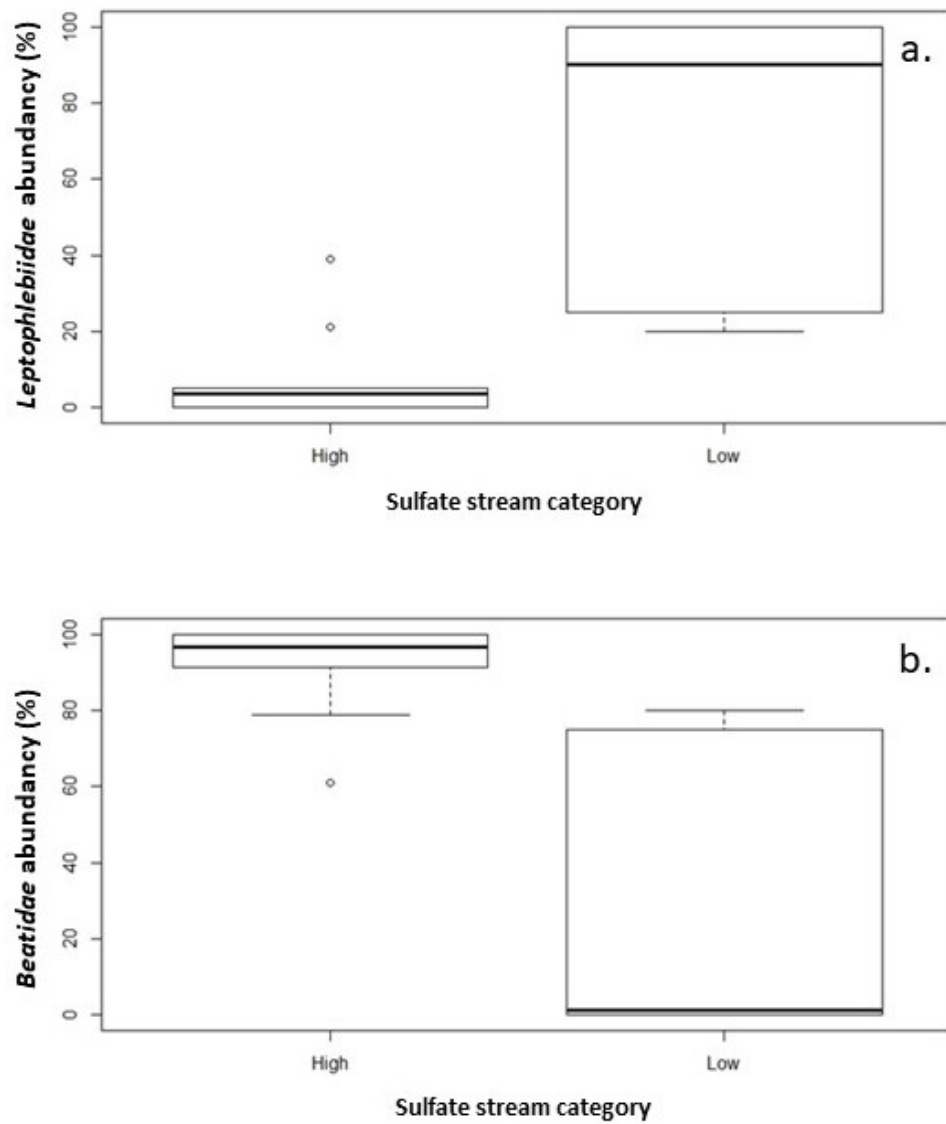 a.
Leptophlebiidae abundancy (%)
100
80
60
40
20
0
High Low
Sulfate stream category
b.
Beatidae abundancy (%)
100
80
60
40
20
0
High Low
Sulfate stream category